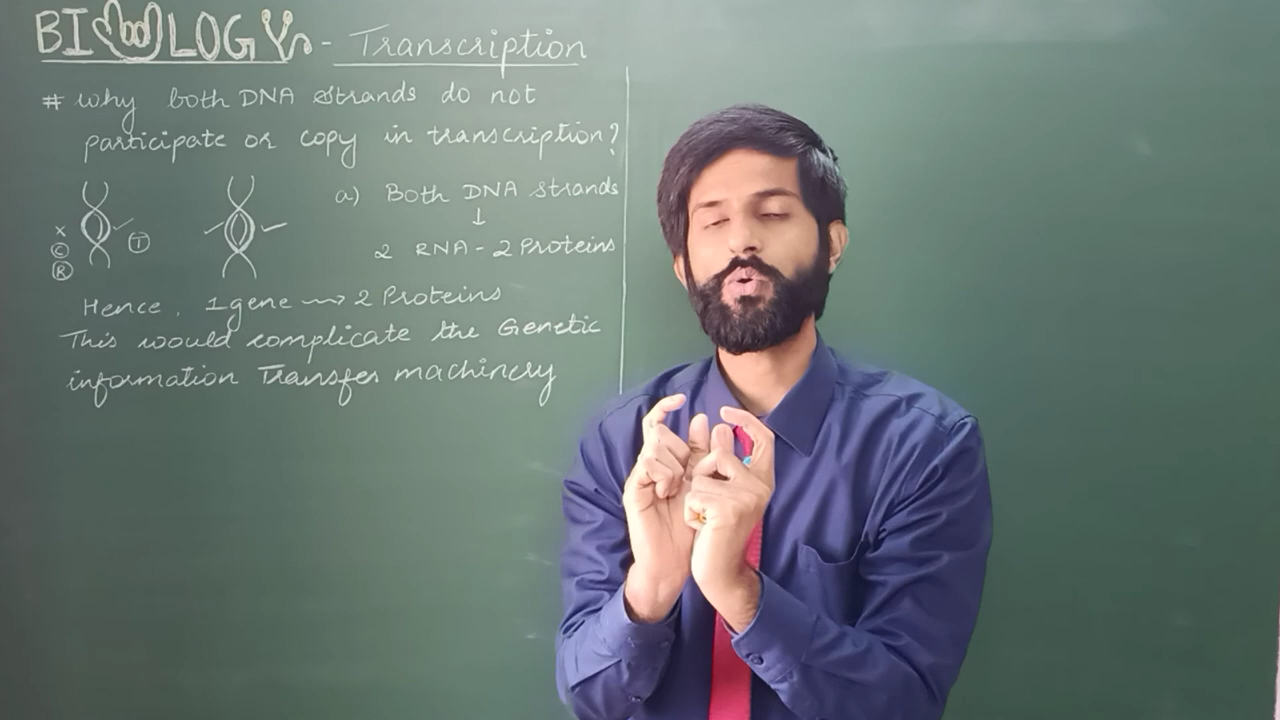 BIOLOGY - Transcription
# why both DNA strands do not
participate or copy in transcription?
a) Both DNA strands
↓
2 RNA - 2 Proteins
x
C
R
T
Hence, 1 gene ⟿ 2 Proteins
This would complicate the Genetic
information Transfer machinery